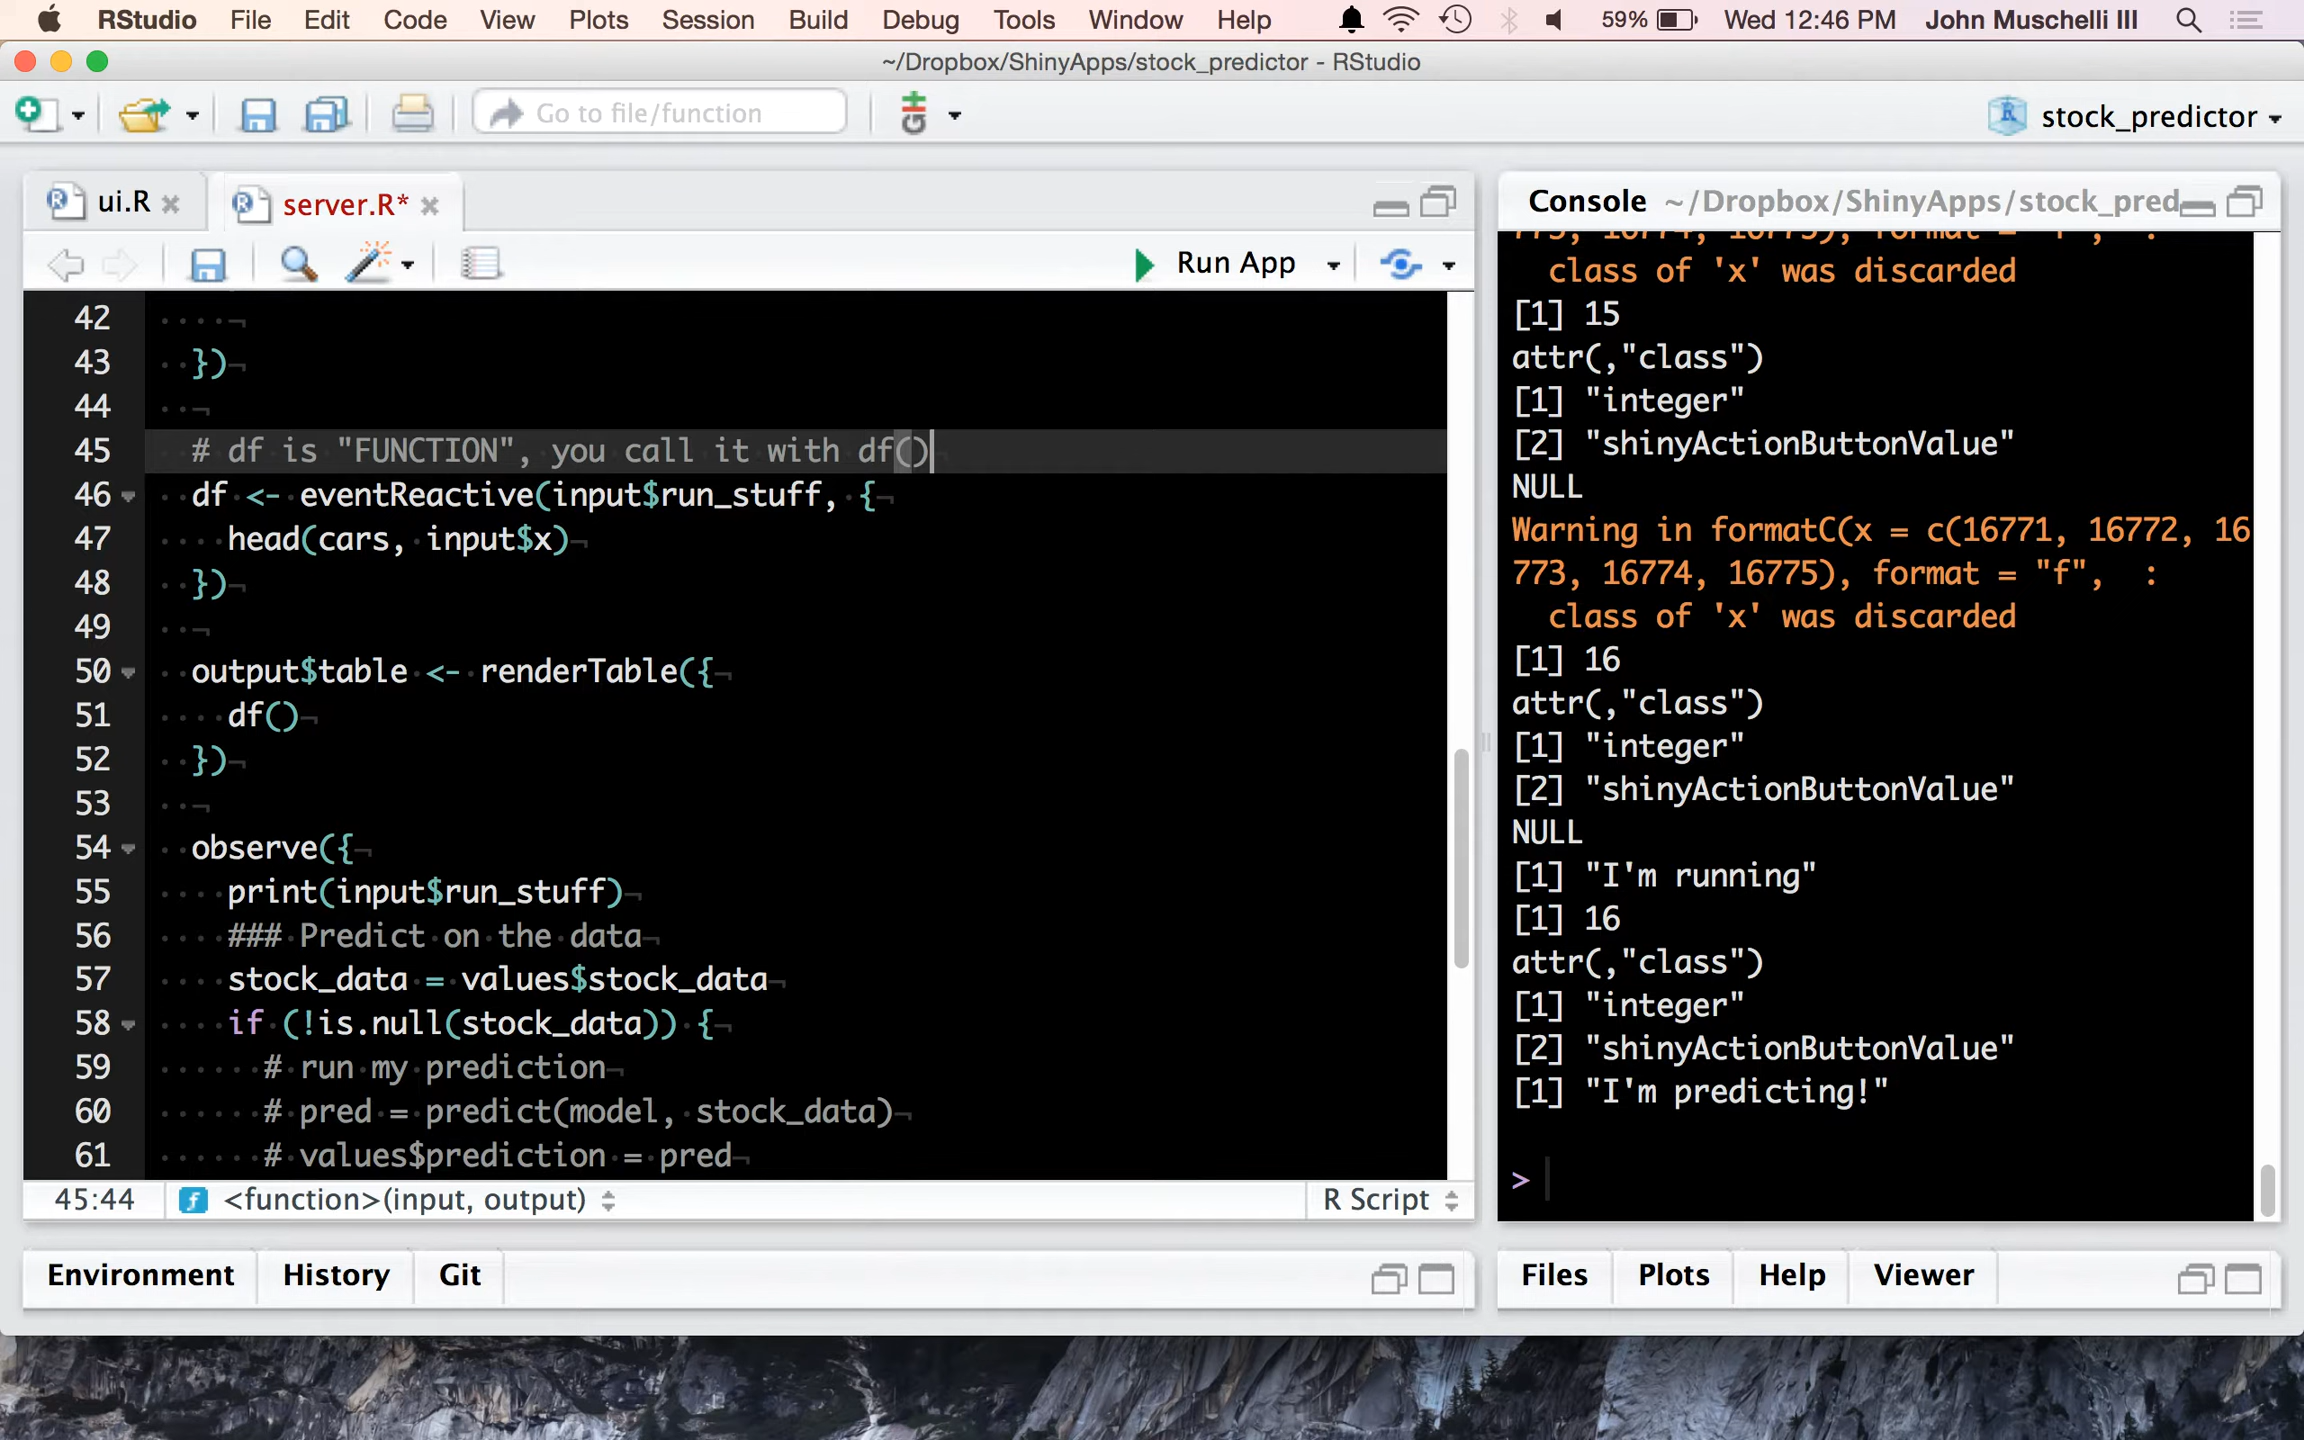 RStudio File Edit Code View Plots Session Build Debug Tools Window Help 59% Wed 12:46 PM John Muschelli III
~/Dropbox/ShinyApps/stock_predictor - RStudio
Go to file/function
stock_predictor
ui.R
server.R*
Run App
42
43 })
44
45 # df is "FUNCTION", you call it with df()
46 df <- eventReactive(input$run_stuff, {
47 head(cars, input$x)
48 })
49
50 output$table <- renderTable({
51 df()
52 })
53
54 observe({
55 print(input$run_stuff)
56 ### Predict on the data
57 stock_data = values$stock_data
58 if (!is.null(stock_data)) {
59 # run my prediction
60 # pred = predict(model, stock_data)
61 # values$prediction = pred
45:44 <function>(input, output) R Script
Environment History Git
Console ~/Dropbox/ShinyApps/stock_pred
class of 'x' was discarded
[1] 15
attr(,"class")
[1] "integer"
[2] "shinyActionButtonValue"
NULL
Warning in formatC(x = c(16771, 16772, 16
773, 16774, 16775), format = "f", :
class of 'x' was discarded
[1] 16
attr(,"class")
[1] "integer"
[2] "shinyActionButtonValue"
NULL
[1] "I'm running"
[1] 16
attr(,"class")
[1] "integer"
[2] "shinyActionButtonValue"
[1] "I'm predicting!"
>
Files Plots Help Viewer